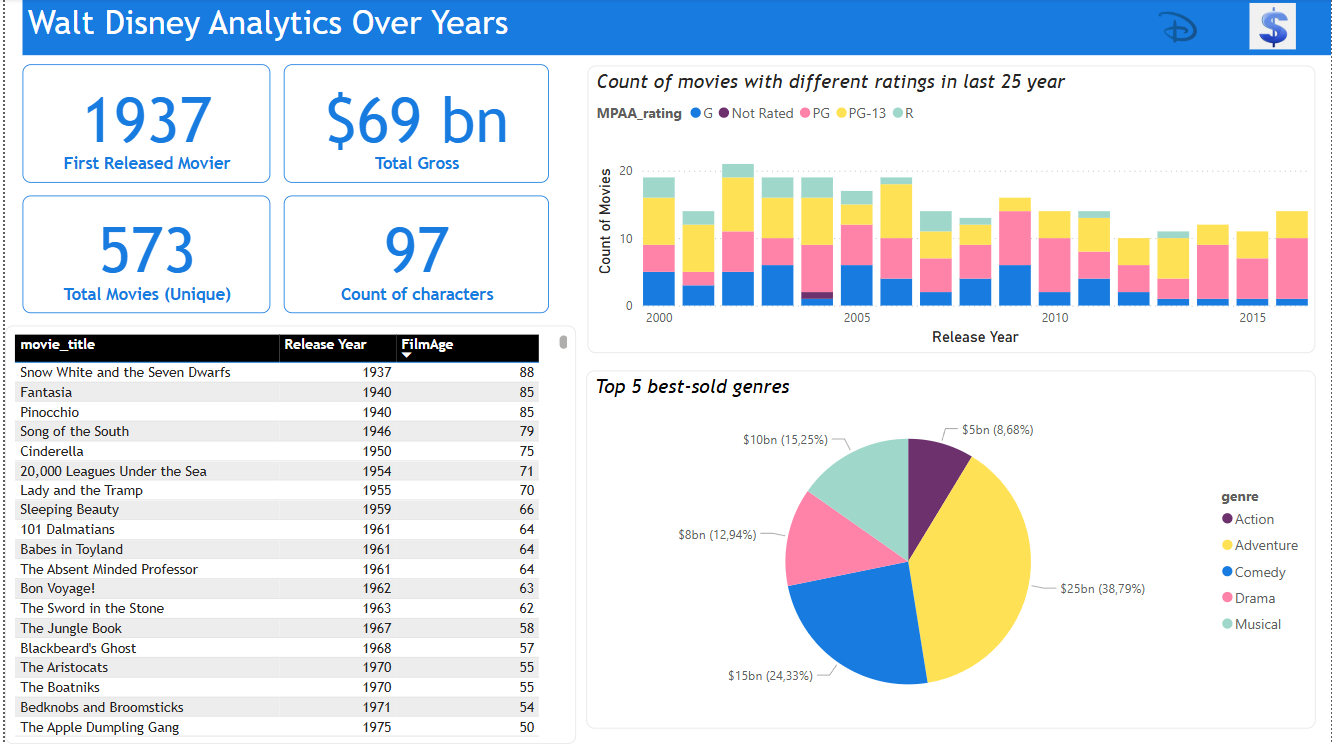 Walt Disney Analytics Over Years
1937
First Released Movier
$69 bn
Total Gross
573
Total Movies (Unique)
97
Count of characters
movie_title Release Year FilmAge
Snow White and the Seven Dwarfs 1937 88
Fantasia 1940 85
Pinocchio 1940 85
Song of the South 1946 79
Cinderella 1950 75
20,000 Leagues Under the Sea 1954 71
Lady and the Tramp 1955 70
Sleeping Beauty 1959 66
101 Dalmatians 1961 64
Babes in Toyland 1961 64
The Absent Minded Professor 1961 64
Bon Voyage! 1962 63
The Sword in the Stone 1963 62
The Jungle Book 1967 58
Blackbeard's Ghost 1968 57
The Aristocats 1970 55
The Boatniks 1970 55
Bedknobs and Broomsticks 1971 54
The Apple Dumpling Gang 1975 50
Count of movies with different ratings in last 25 year
MPAA_rating G Not Rated PG PG-13 R
Count of Movies
20
10
0
2000 2005 2010 2015
Release Year
Top 5 best-sold genres
$5bn (8,68%)
$10bn (15,25%)
$8bn (12,94%)
$25bn (38,79%)
$15bn (24,33%)
genre
Action
Adventure
Comedy
Drama
Musical
D
$